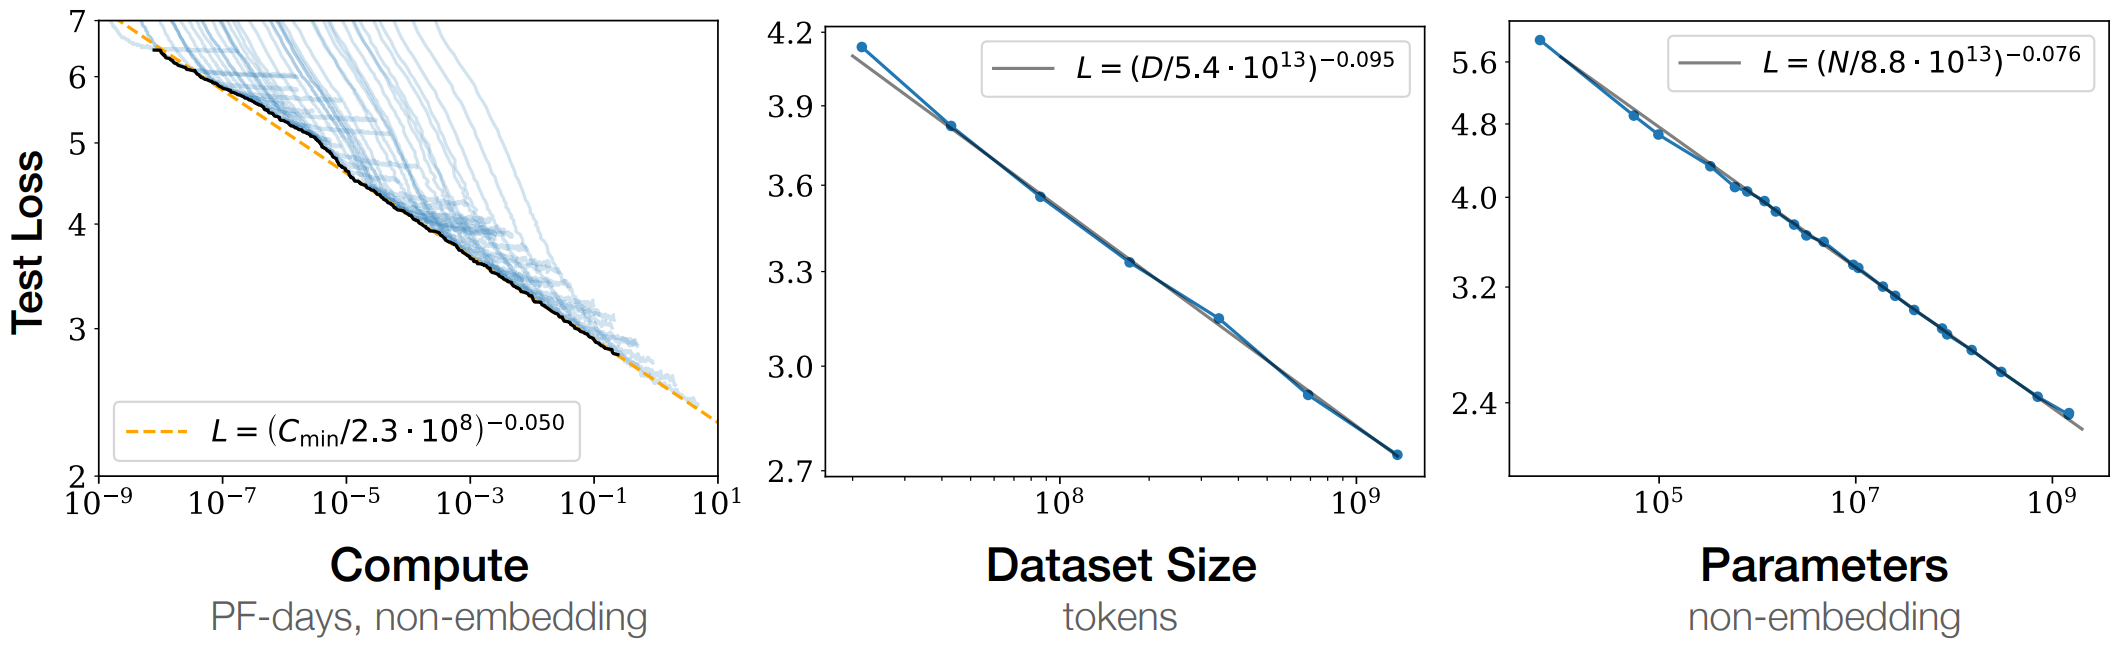 Test Loss
7
6
5
4
3
2
L = (C_min/2.3 · 10^8)^−0.050
10^−9 10^−7 10^−5 10^−3 10^−1 10^1
Compute
PF-days, non-embedding
4.2
3.9
3.6
3.3
3.0
2.7
L = (D/5.4 · 10^13)^−0.095
10^8 10^9
Dataset Size
tokens
5.6
4.8
4.0
3.2
2.4
L = (N/8.8 · 10^13)^−0.076
10^5 10^7 10^9
Parameters
non-embedding